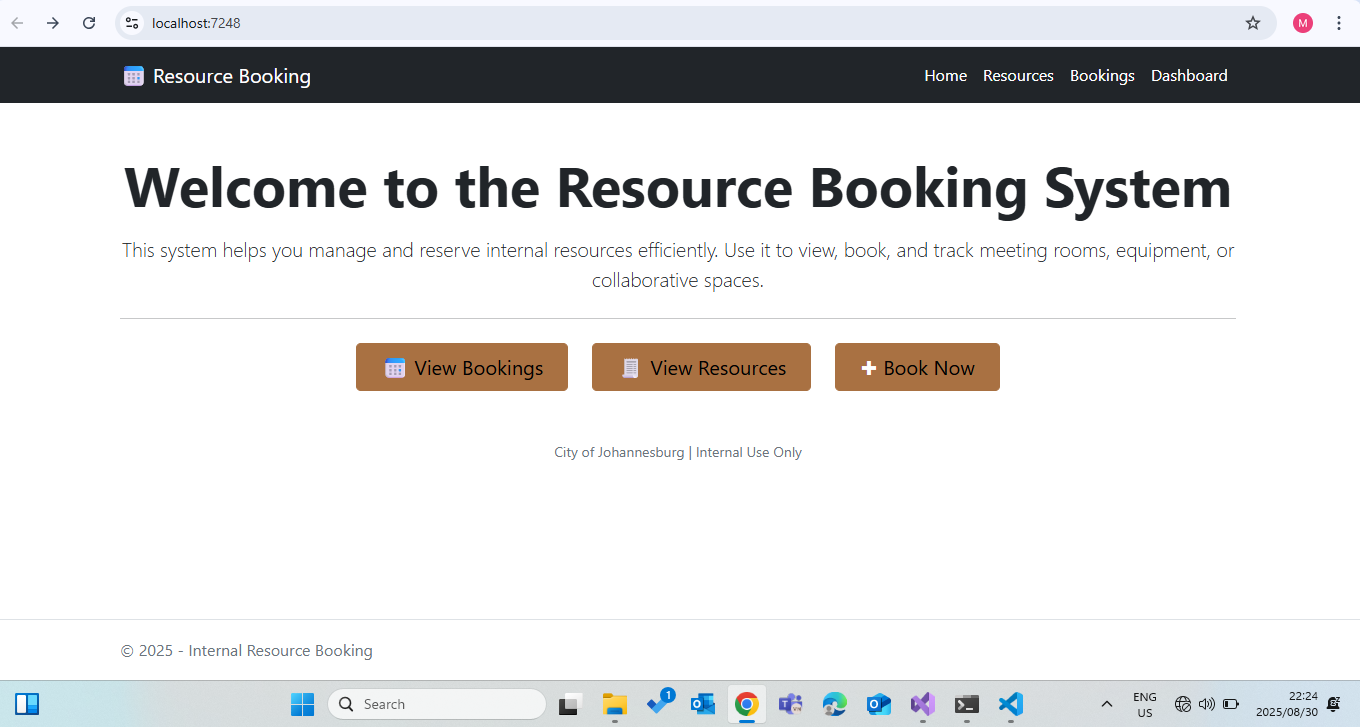 localhost:7248
M
Resource Booking
Home Resources Bookings Dashboard
Welcome to the Resource Booking System
This system helps you manage and reserve internal resources efficiently. Use it to view, book, and track meeting rooms, equipment, or
collaborative spaces.
View Bookings
View Resources
Book Now
City of Johannesburg | Internal Use Only
© 2025 - Internal Resource Booking
Search
1
ENG
US
22:24
2025/08/30